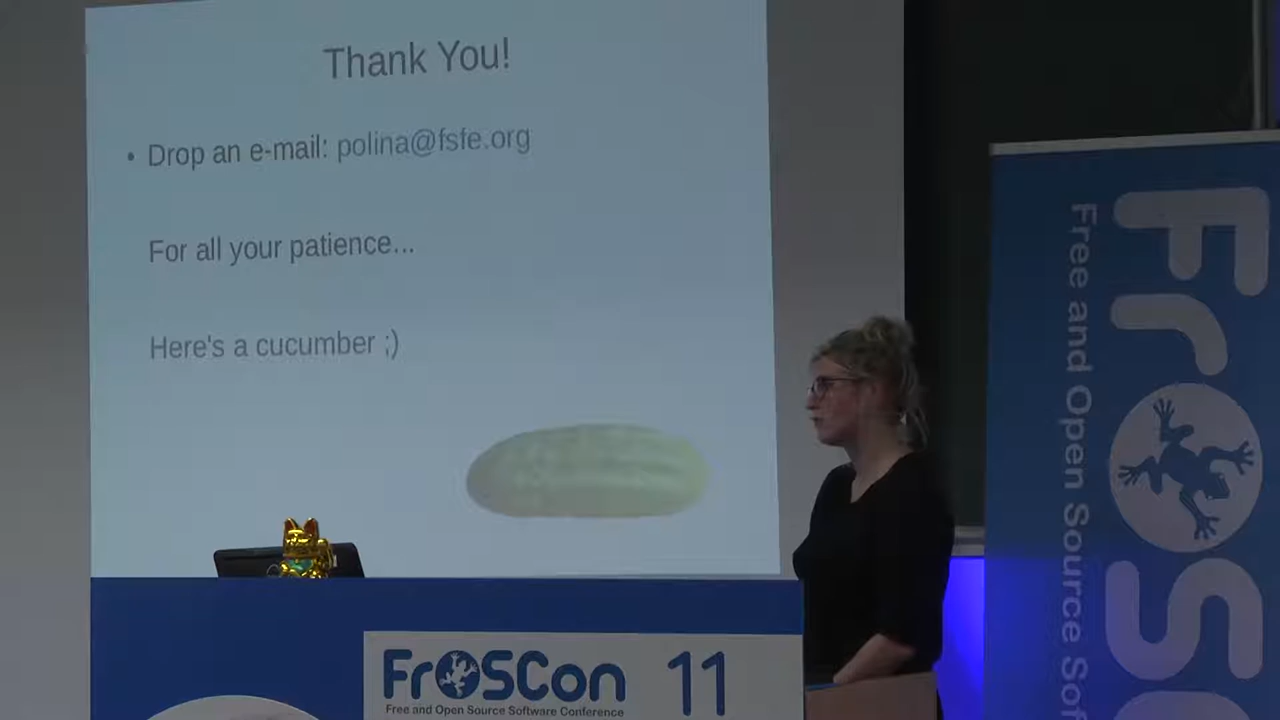 Thank You!
• Drop an e-mail: polina@fsfe.org
For all your patience...
Here's a cucumber ;)
FrOSCon 11
Free and Open Source Software Conference
FrOSC
Free and Open Source Sof